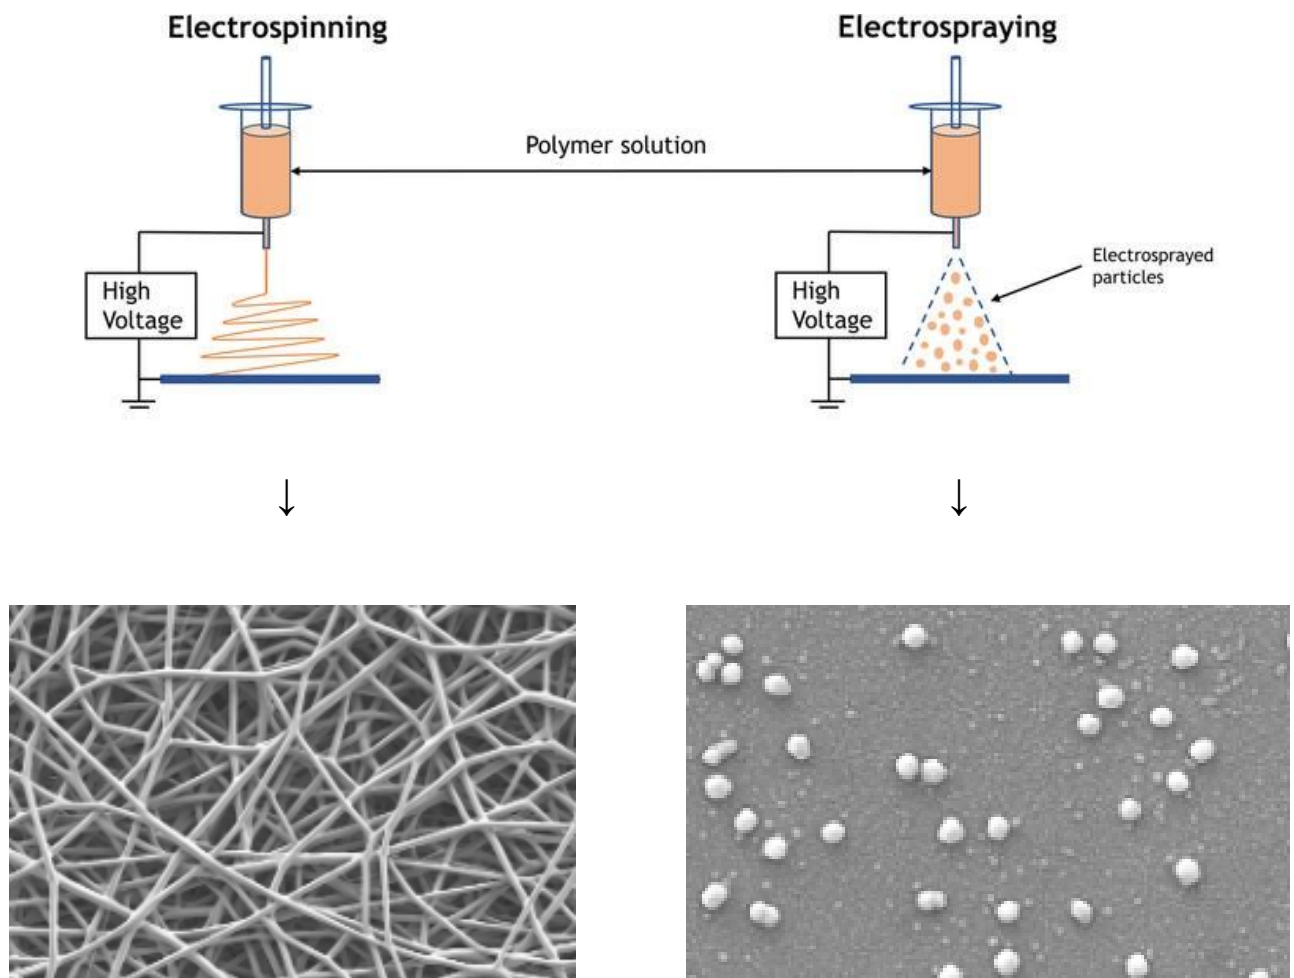 Electrospinning
Electrospraying
Polymer solution
High
Voltage
High
Voltage
Electrosprayed
particles